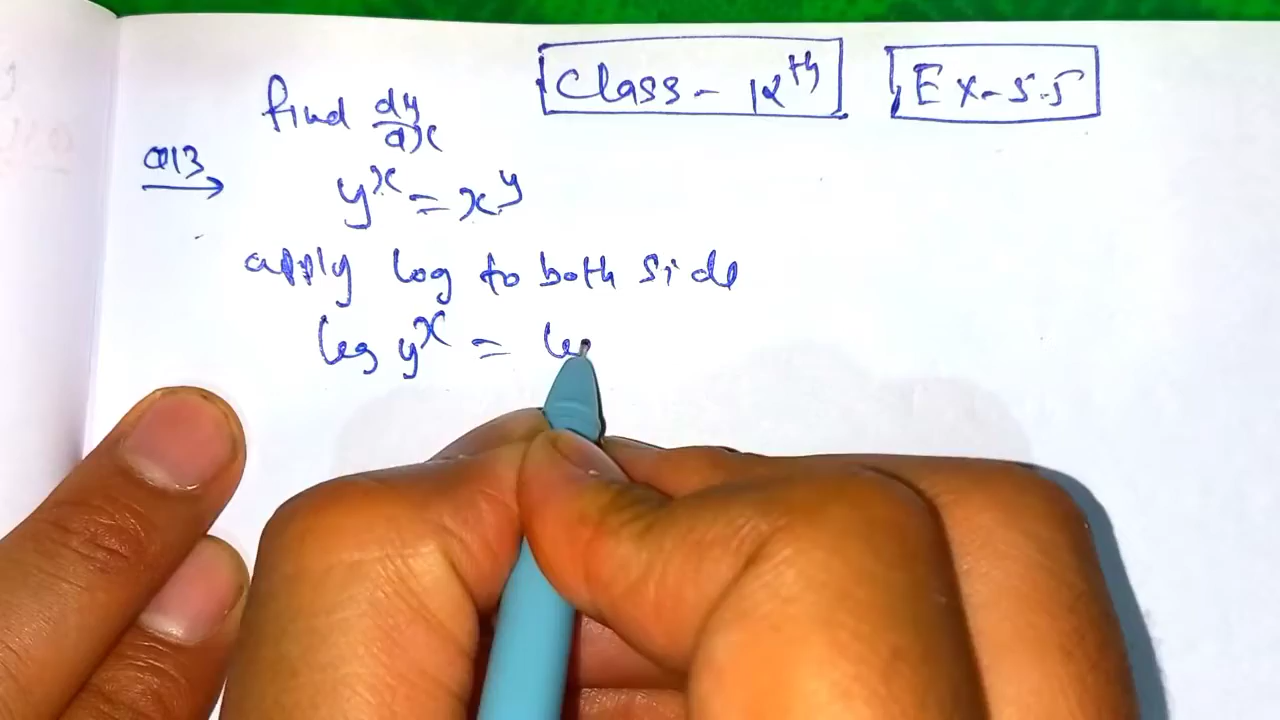 Class - 12th Ex-5.5
find dy/dx
Q13
y^x = x^y
apply log to both side
log y^x = lo